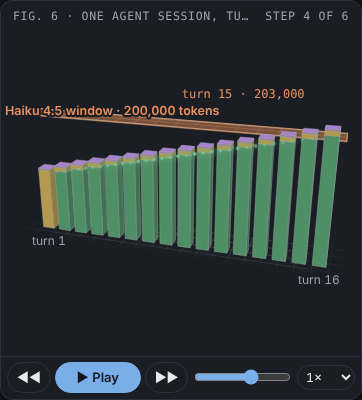 FIG. 6 · ONE AGENT SESSION, TU… STEP 4 OF 6
turn 15 · 203,000
Haiku 4.5 window · 200,000 tokens
turn 1
turn 16
◀◀ ▶ Play ▶▶ 1×